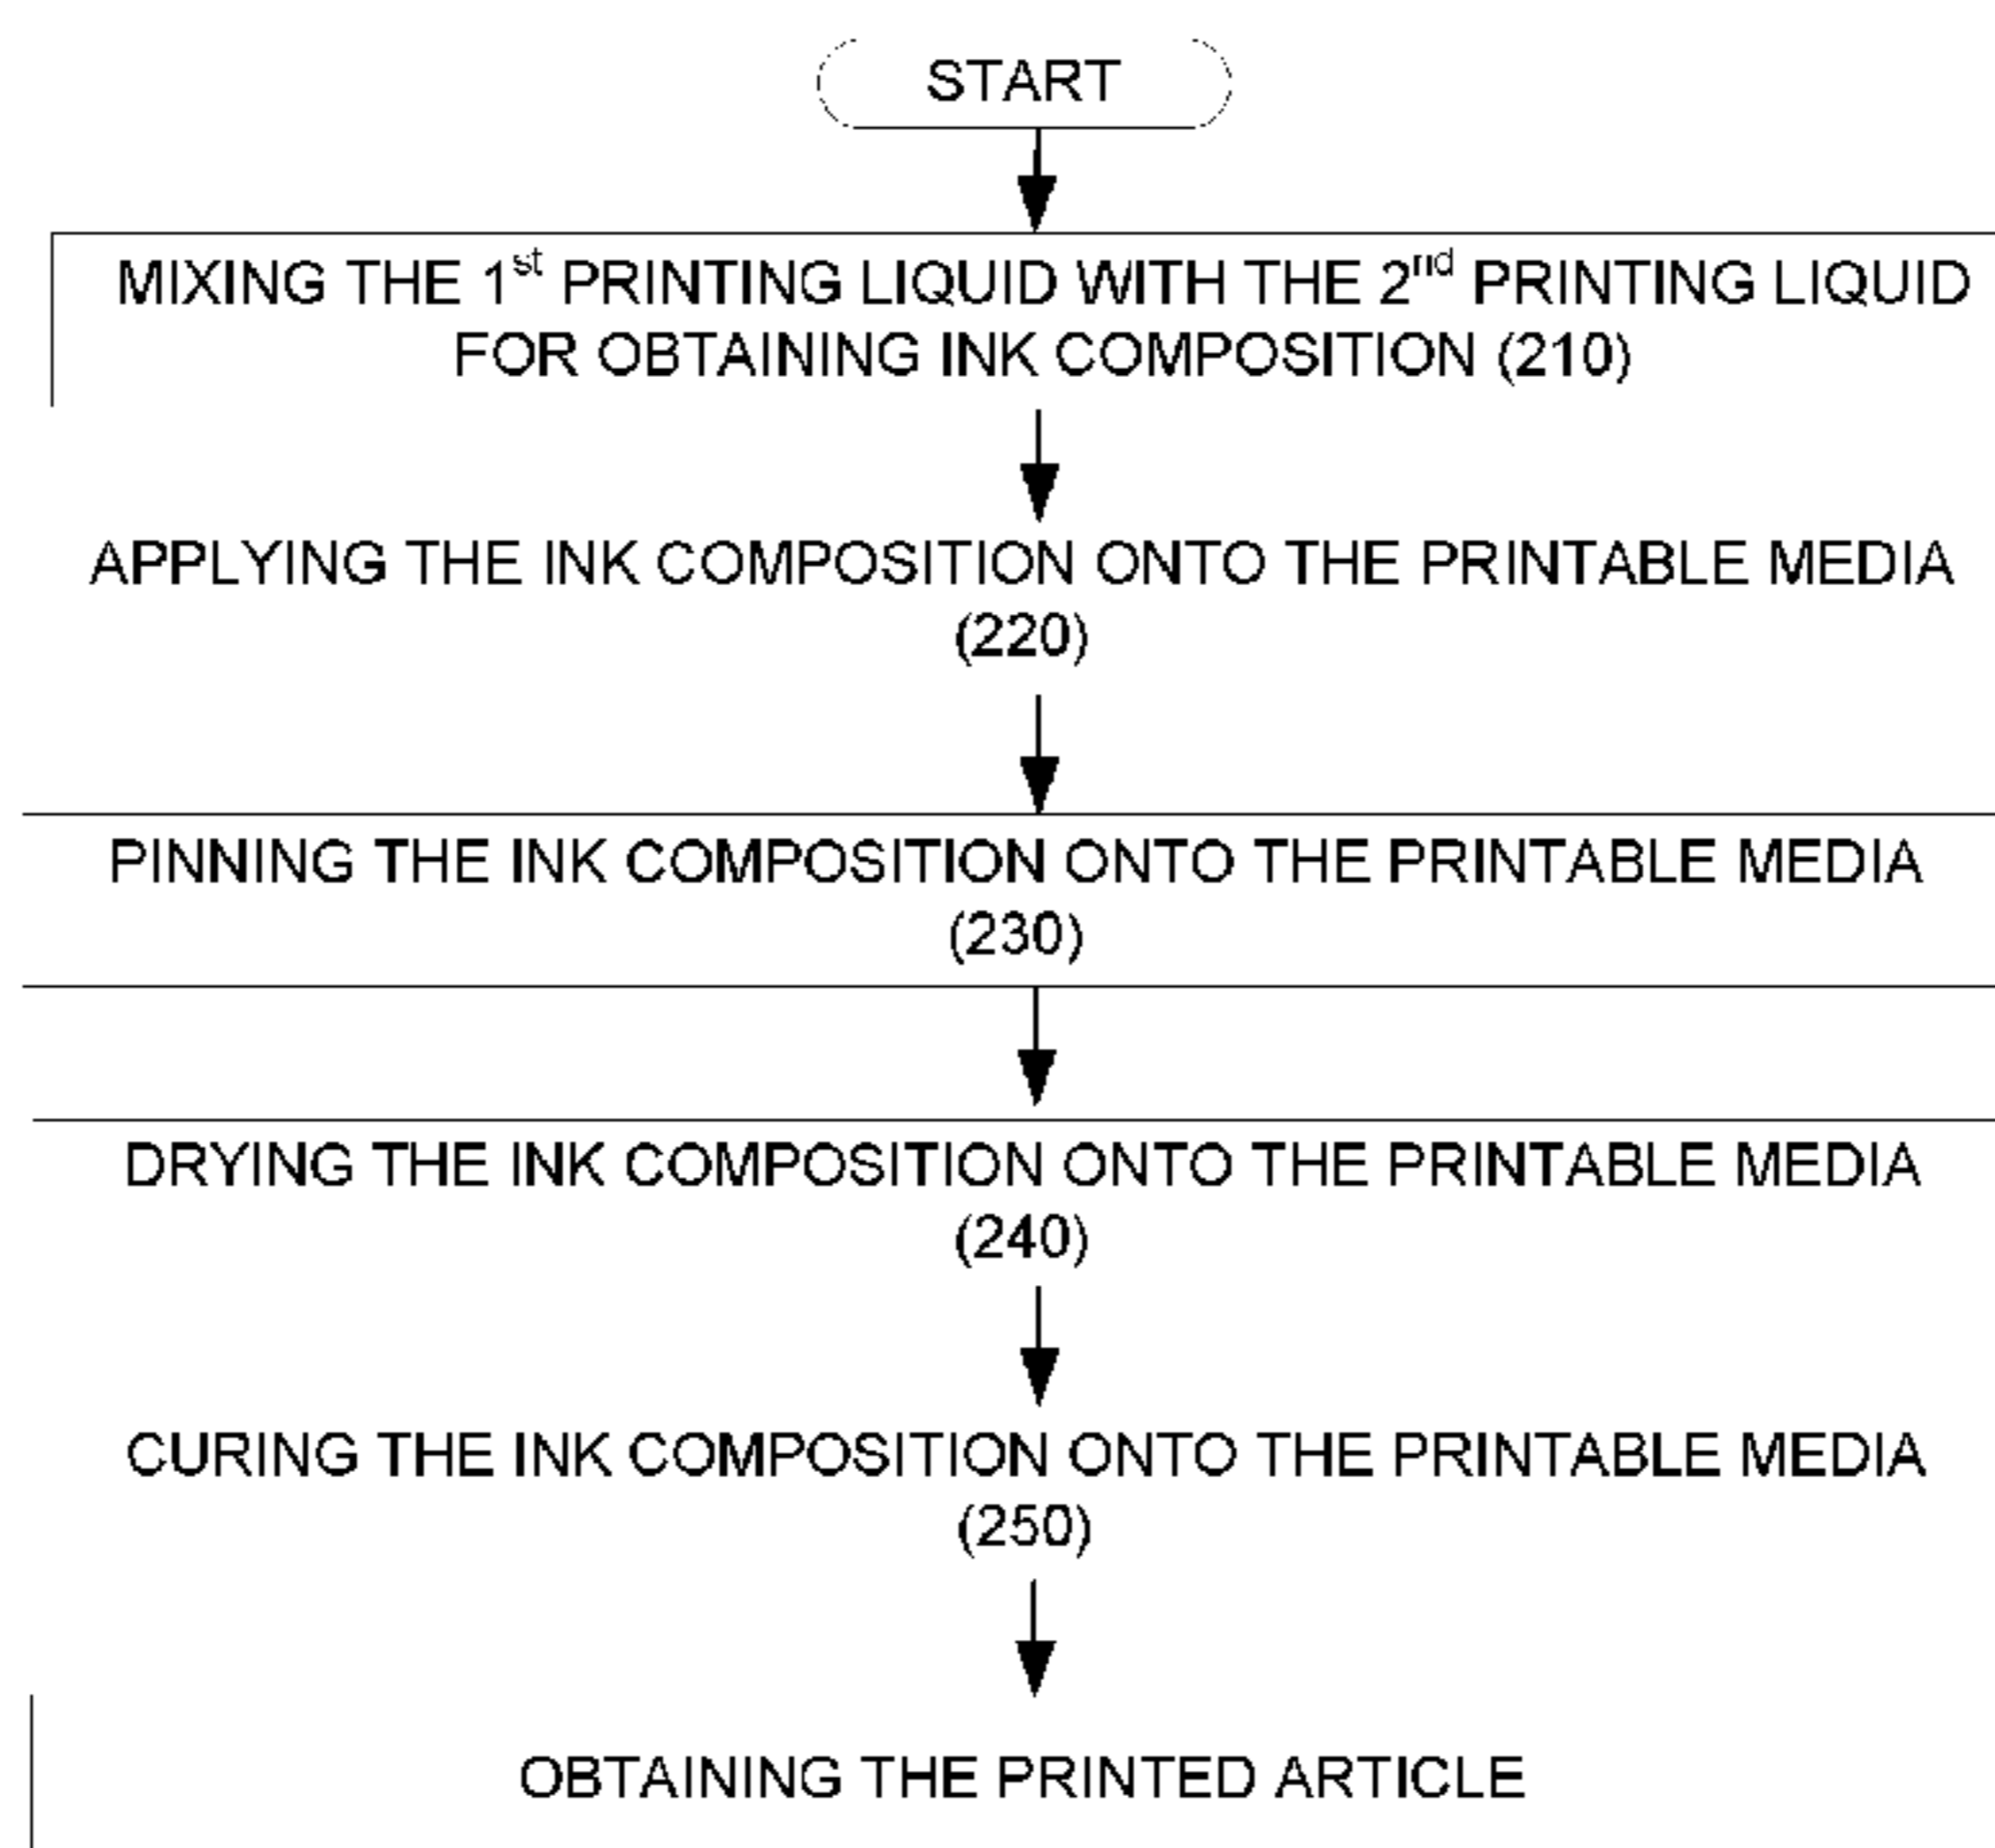 START
MIXING THE 1st PRINTING LIQUID WITH THE 2nd PRINTING LIQUID
FOR OBTAINING INK COMPOSITION (210)
APPLYING THE INK COMPOSITION ONTO THE PRINTABLE MEDIA
(220)
PINNING THE INK COMPOSITION ONTO THE PRINTABLE MEDIA
(230)
DRYING THE INK COMPOSITION ONTO THE PRINTABLE MEDIA
(240)
CURING THE INK COMPOSITION ONTO THE PRINTABLE MEDIA
(250)
OBTAINING THE PRINTED ARTICLE